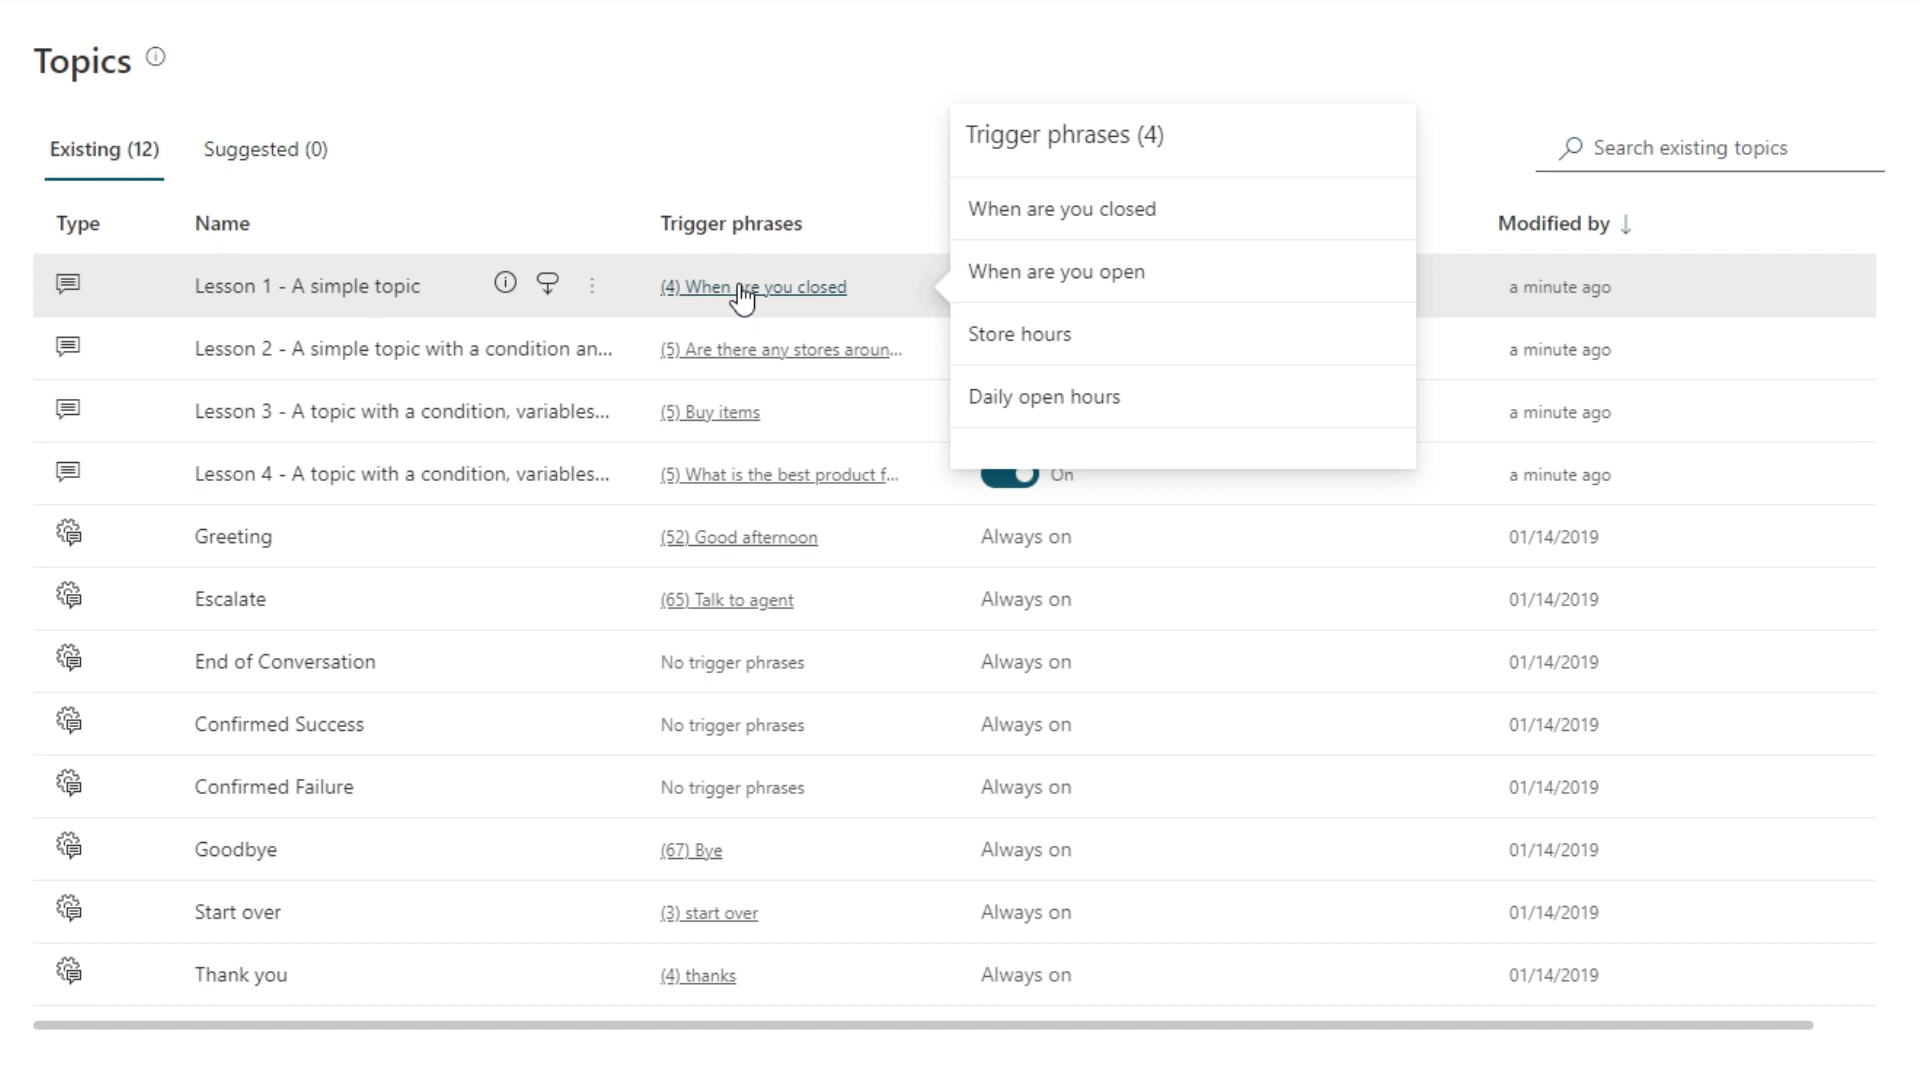 Topics
Existing (12) Suggested (0)
Search existing topics
Trigger phrases (4)
When are you closed
When are you open
Store hours
Daily open hours
Type Name Trigger phrases Modified by
Lesson 1 - A simple topic (4) When are you closed a minute ago
Lesson 2 - A simple topic with a condition an... (5) Are there any stores aroun... a minute ago
Lesson 3 - A topic with a condition, variables... (5) Buy items a minute ago
Lesson 4 - A topic with a condition, variables... (5) What is the best product f... On a minute ago
Greeting (52) Good afternoon Always on 01/14/2019
Escalate (65) Talk to agent Always on 01/14/2019
End of Conversation No trigger phrases Always on 01/14/2019
Confirmed Success No trigger phrases Always on 01/14/2019
Confirmed Failure No trigger phrases Always on 01/14/2019
Goodbye (67) Bye Always on 01/14/2019
Start over (3) start over Always on 01/14/2019
Thank you (4) thanks Always on 01/14/2019